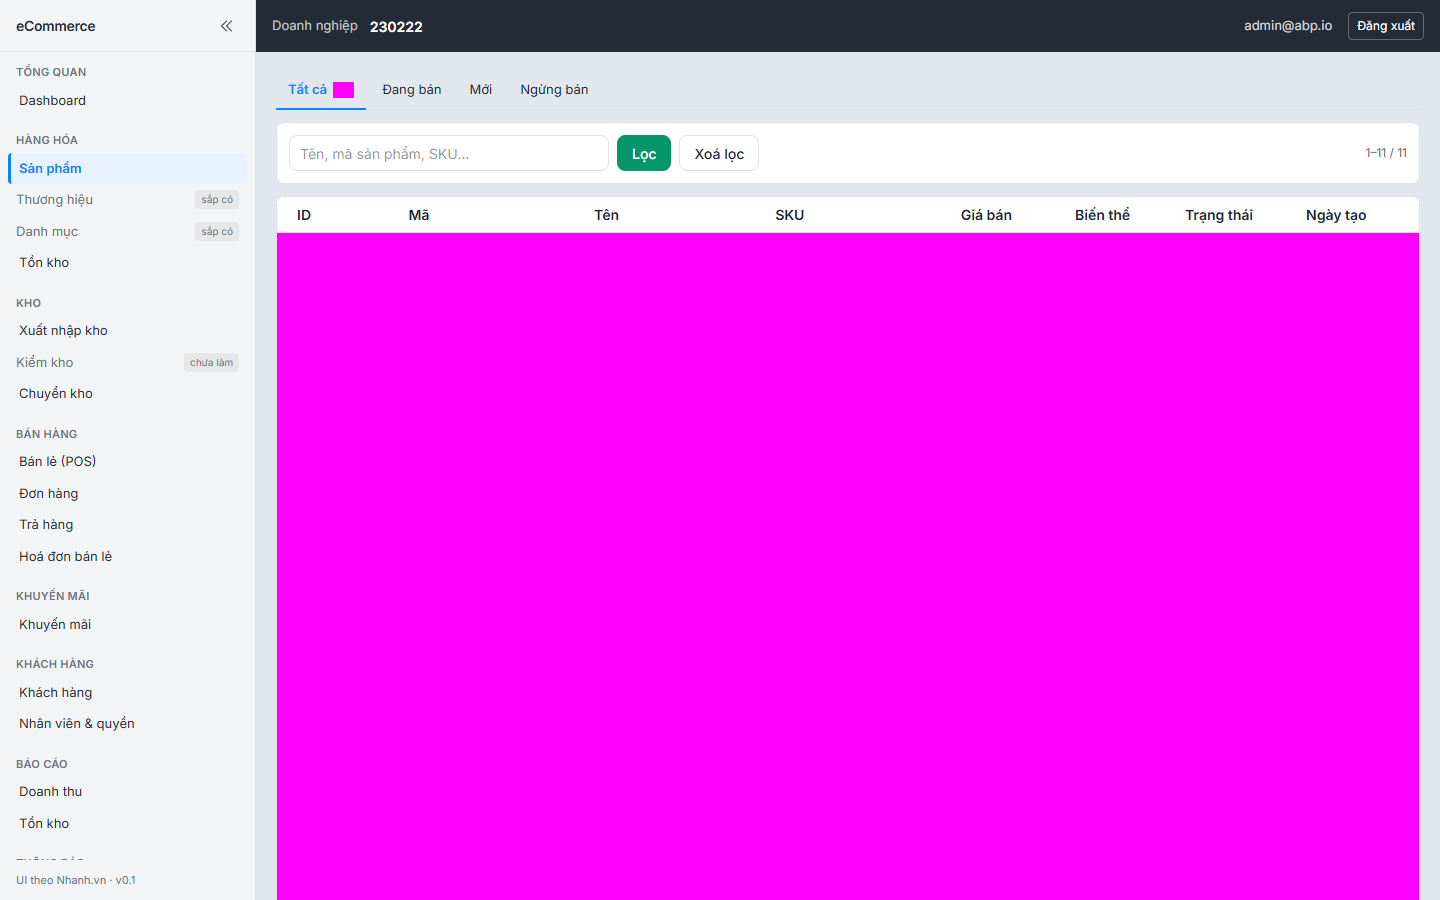 eCommerce
Doanh nghiệp 230222
admin@abp.io
Đăng xuất
TỔNG QUAN
Dashboard
HÀNG HÓA
Sản phẩm
Thương hiệu sắp có
Danh mục sắp có
Tồn kho
KHO
Xuất nhập kho
Kiểm kho chưa làm
Chuyển kho
BÁN HÀNG
Bán lẻ (POS)
Đơn hàng
Trả hàng
Hoá đơn bán lẻ
KHUYẾN MÃI
Khuyến mãi
KHÁCH HÀNG
Khách hàng
Nhân viên & quyền
BÁO CÁO
Doanh thu
Tồn kho
UI theo Nhanh.vn · v0.1
Tất cả Đang bán Mới Ngừng bán
Tên, mã sản phẩm, SKU... Lọc Xoá lọc 1–11 / 11
ID Mã Tên SKU Giá bán Biến thể Trạng thái Ngày tạo